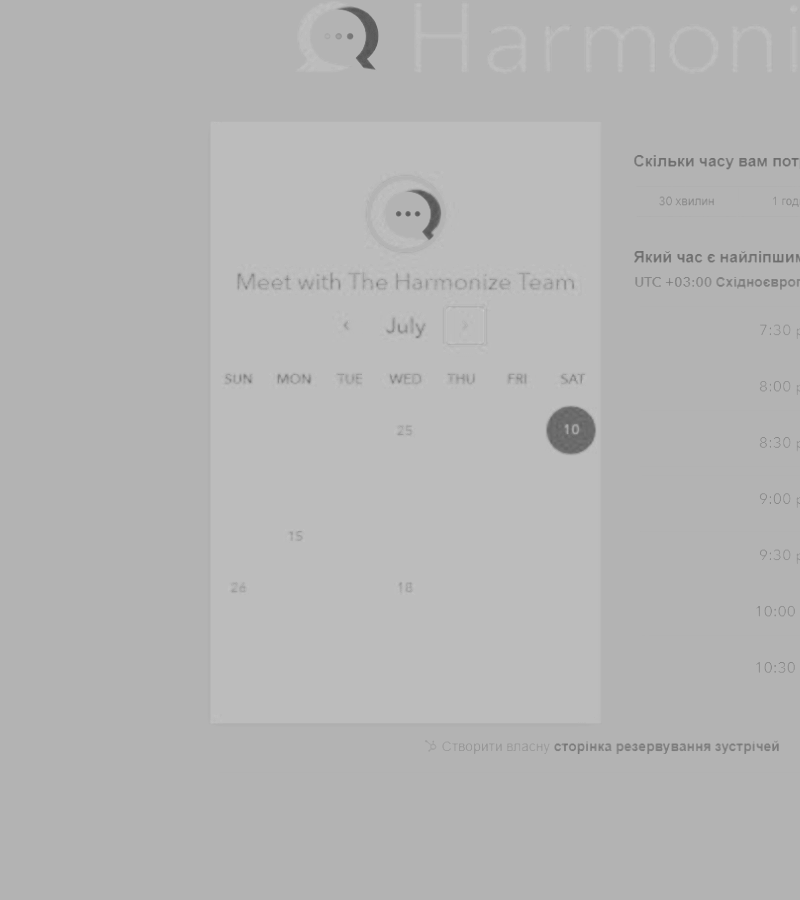 Harmoni
Meet with The Harmonize Team
July
SUN MON TUE WED THU FRI SAT
25 10
15
26 18
Скільки часу вам пот
30 хвилин 1 год
Який час є найліпшим
UTC +03:00 Східноєвроп
7:30 p
8:00 p
8:30 p
9:00 p
9:30 p
10:00
10:30
Створити власну сторінка резервування зустрічей